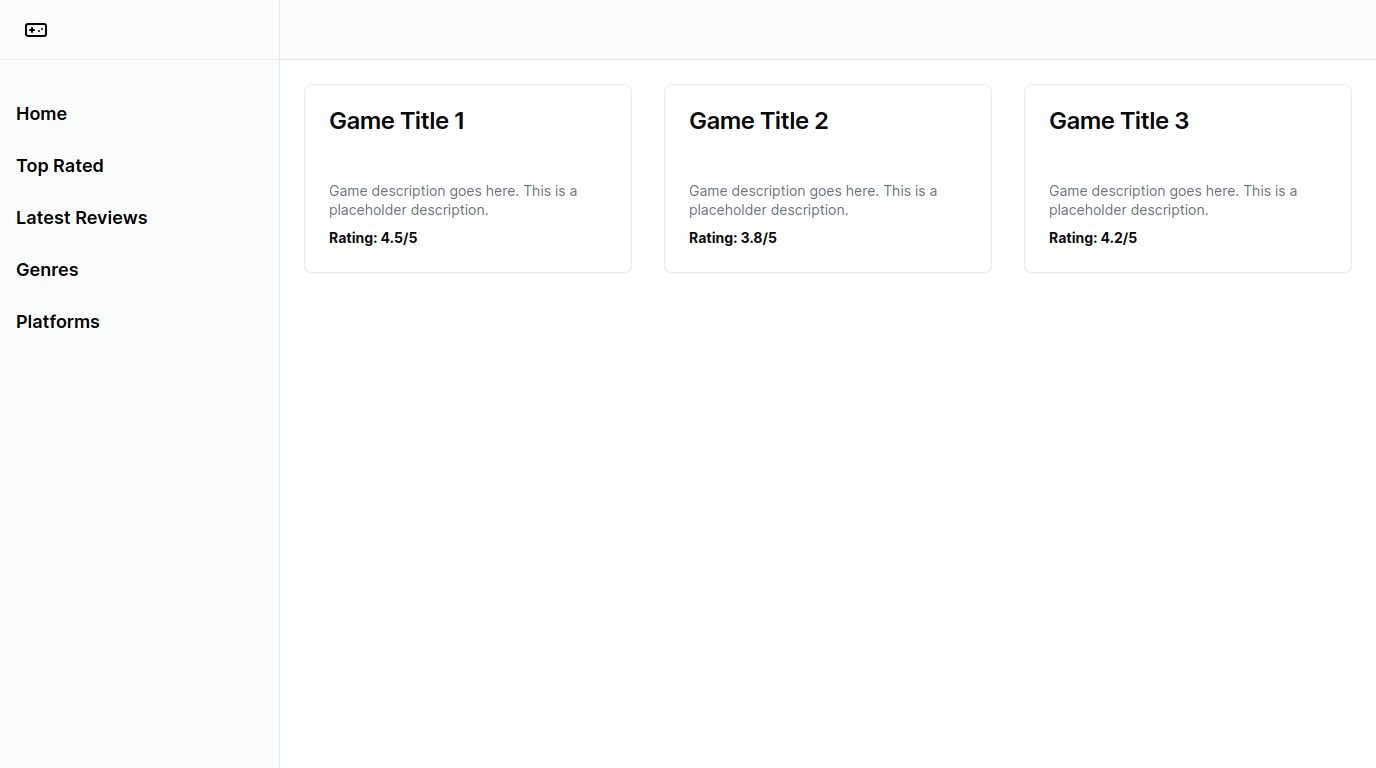 Home
Top Rated
Latest Reviews
Genres
Platforms
Game Title 1
Game description goes here. This is a
placeholder description.
Rating: 4.5/5
Game Title 2
Game description goes here. This is a
placeholder description.
Rating: 3.8/5
Game Title 3
Game description goes here. This is a
placeholder description.
Rating: 4.2/5